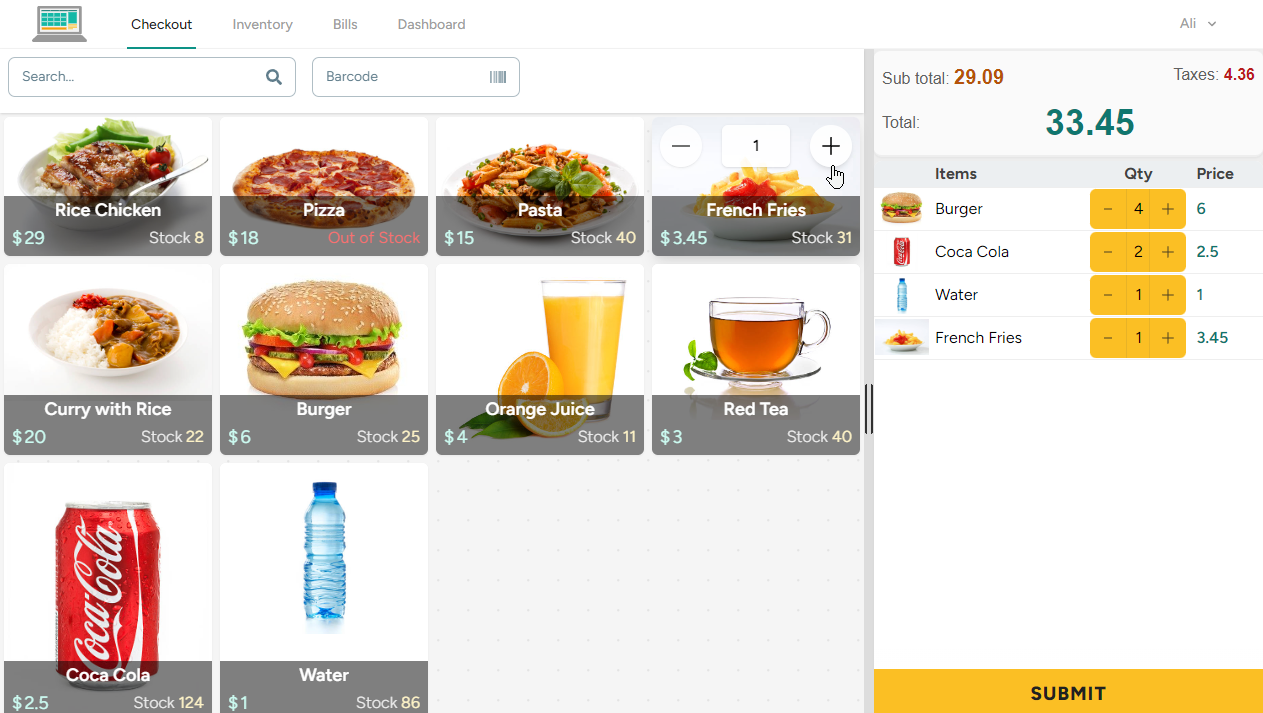 Checkout
Inventory
Bills
Dashboard
Ali
Search...
Barcode
Sub total: 29.09
Taxes: 4.36
Total: 33.45
Rice Chicken
$29 Stock 8
Pizza
$18 Out of Stock
Pasta
$15 Stock 40
1
French Fries
$3.45 Stock 31
Curry with Rice
$20 Stock 22
Burger
$6 Stock 25
Orange Juice
$4 Stock 11
Red Tea
$3 Stock 40
Coca-Cola
Coca Cola
$2.5 Stock 124
Water
$1 Stock 86
Items Qty Price
Burger - 4 + 6
Coca Cola - 2 + 2.5
Water - 1 + 1
French Fries - 1 + 3.45
SUBMIT